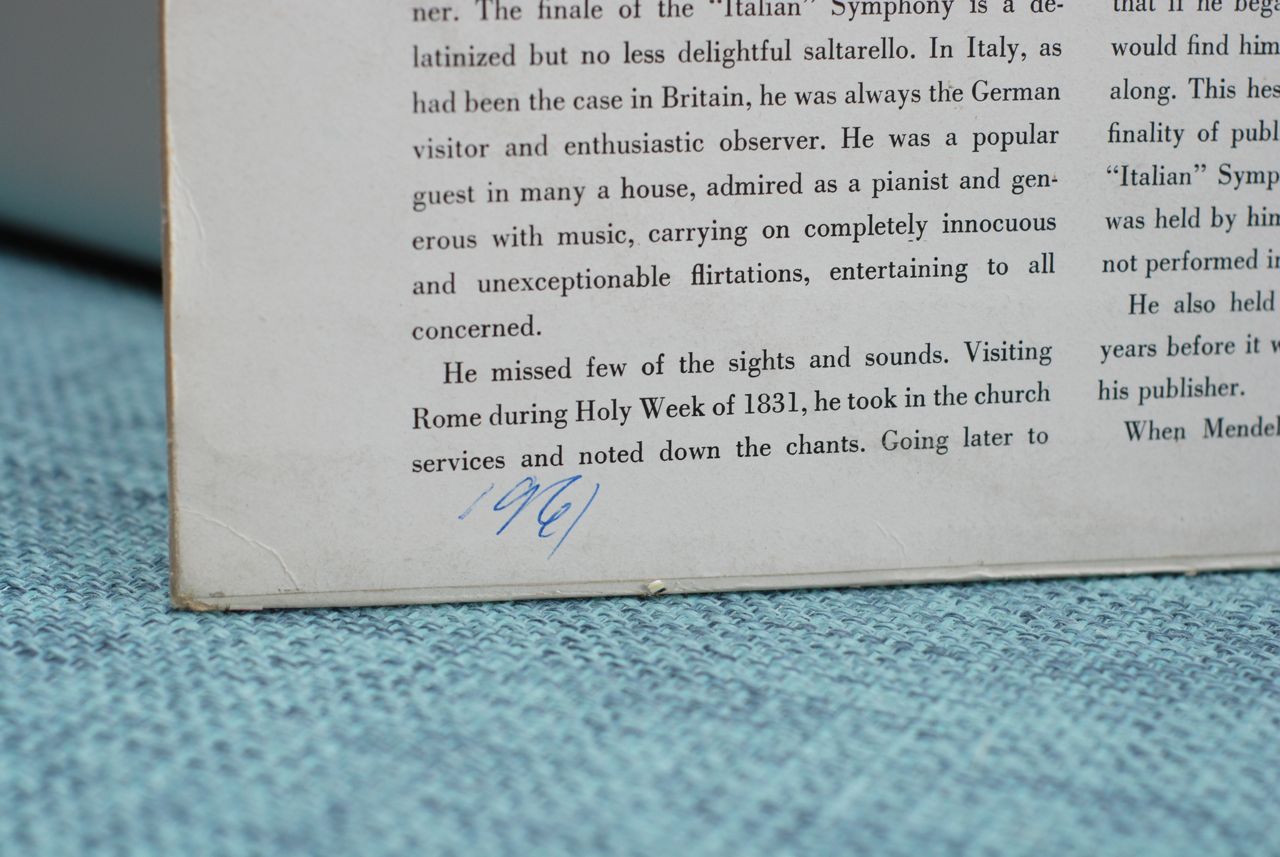 ner. The finale of the "Italian" Symphony is a de-
latinized but no less delightful saltarello. In Italy, as
had been the case in Britain, he was always the German
visitor and enthusiastic observer. He was a popular
guest in many a house, admired as a pianist and gen-
erous with music, carrying on completely innocuous
and unexceptionable flirtations, entertaining to all
concerned.
He missed few of the sights and sounds. Visiting
Rome during Holy Week of 1831, he took in the church
services and noted down the chants. Going later to
1961
that if he bega
would find him
along. This hes
finality of publ
“Italian” Symp
was held by him
not performed in
He also held
years before it w
his publisher.
When Mendel